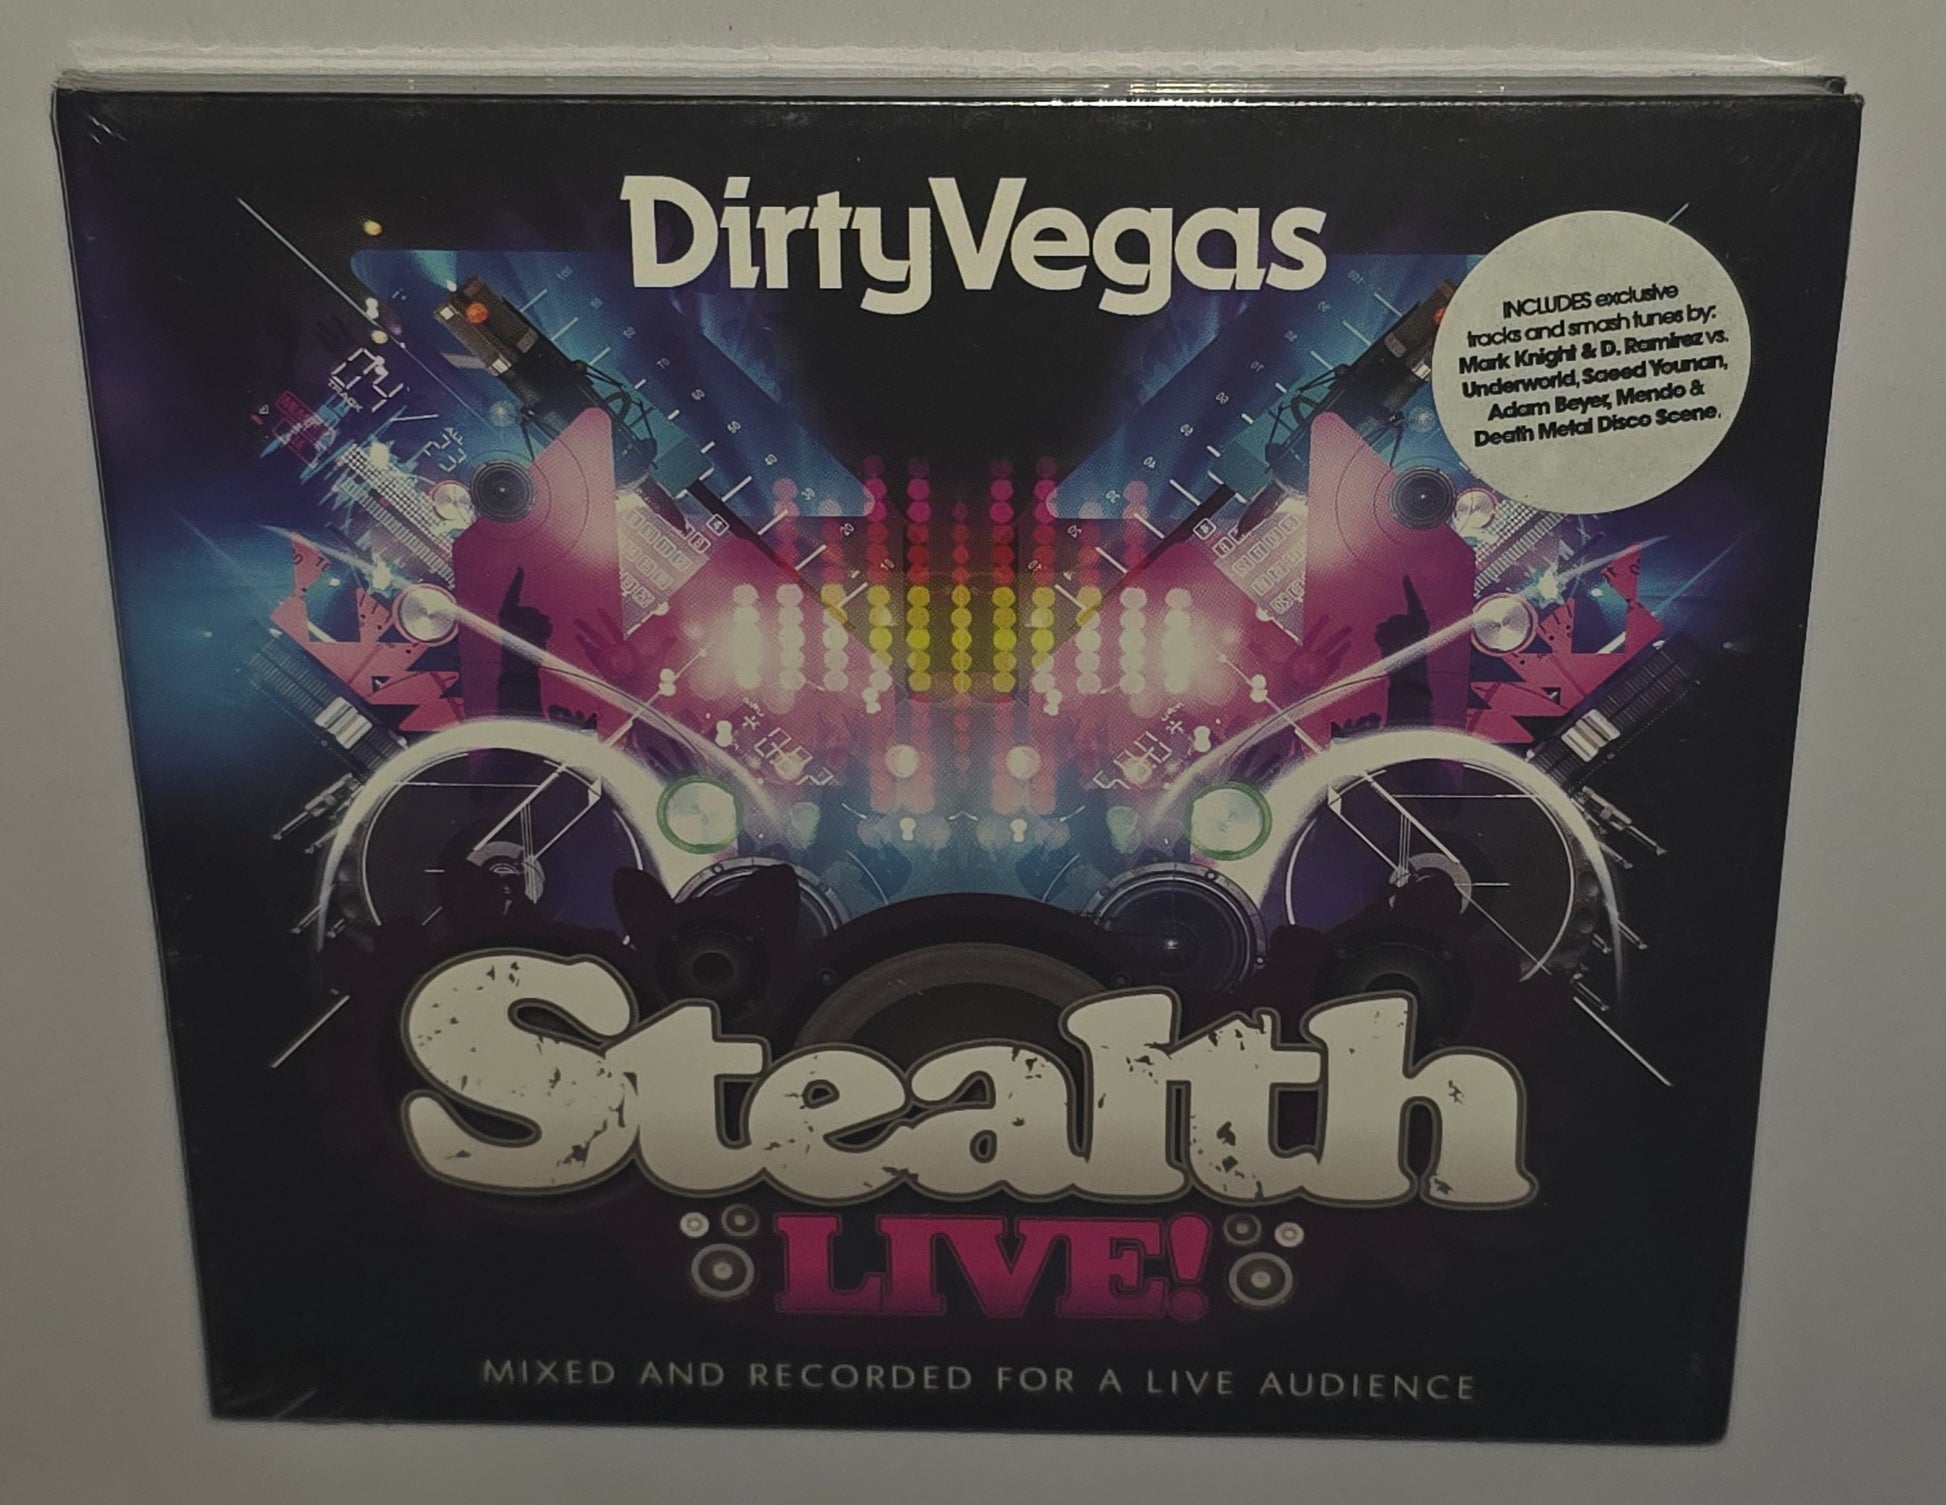 DirtyVegas
INCLUDES exclusive
tracks and smash tunes by:
Mark Knight & D. Ramirez vs.
Underworld, Saeed Younan,
Adam Beyer, Mendo &
Death Metal Disco Scene.
Stealth
LIVE!
MIXED AND RECORDED FOR A LIVE AUDIENCE